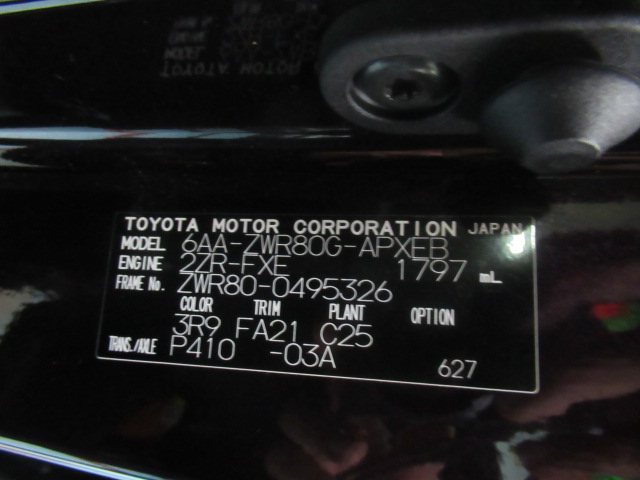 TOYOTA MOTOR CORPORATION JAPAN
MODEL 6AA-ZWR80G-APXEB
ENGINE 2ZR-FXE 1797 mL
FRAME No. ZWR80-0495326
COLOR TRIM PLANT OPTION
3R9 FA21 C25
TRANS./AXLE P410 -03A
627